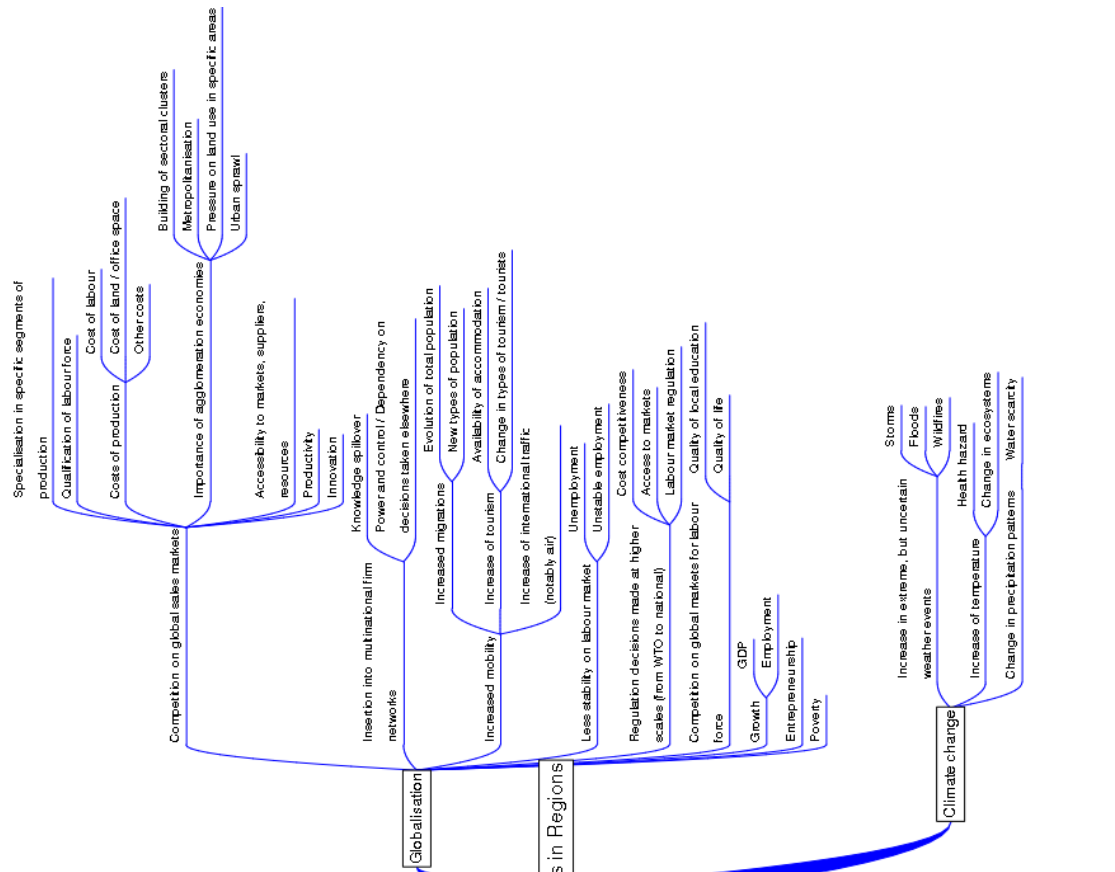 Specialisation in specific segments of
production
Qualification of labour force
Cost of labour
Cost of land / office space
Other costs
Costs of production
Building of sectoral clusters
Metropolitanisation
Pressure on land use in specific areas
Urban sprawl
Importance of agglomeration economies
Accessibility to markets, suppliers,
resources
Productivity
Innovation
Competition on global sales markets
Knowledge spillover
Power and control / Dependency on
decisions taken elsewhere
Insertion into multinational firm
networks
Evolution of total population
New types of population
Increased migrations
Availability of accommodation
Change in types of tourism / tourists
Increase of tourism
Increase of international traffic
(notably air)
Increased mobility
Unemployment
Unstable employment
Less stability on labour market
Cost competitiveness
Access to markets
Labour market regulation
Regulation decisions made at higher
scales (from WTO to national)
Quality of local education
Quality of life
Competition on global markets for labour
force
GDP
Employment
Growth
Entrepreneurship
Poverty
Globalisation
s in Regions
Storms
Floods
Wildfires
Increase in extreme, but uncertain
weather events
Health hazard
Change in ecosystems
Increase of temperature
Water scarcity
Change in precipitation patterns
Climate change